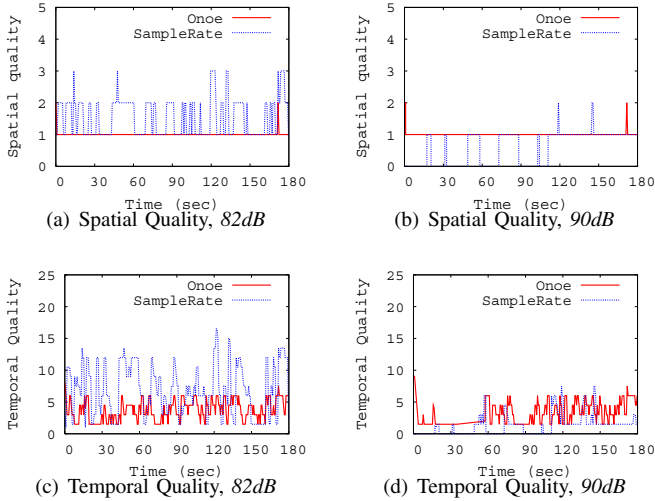 5
4
3
2
1
0
Spatial quality
Onoe
SampleRate
0 30 60 90 120 150 180
Time (sec)
(a) Spatial Quality, 82dB
5
4
3
2
1
0
Spatial quality
Onoe
SampleRate
0 30 60 90 120 150 180
Time (sec)
(b) Spatial Quality, 90dB
25
20
15
10
5
0
Temporal Quality
Onoe
SampleRate
0 30 60 90 120 150 180
Time (sec)
(c) Temporal Quality, 82dB
25
20
15
10
5
0
Temporal Quality
Onoe
SampleRate
0 30 60 90 120 150 180
Time (sec)
(d) Temporal Quality, 90dB